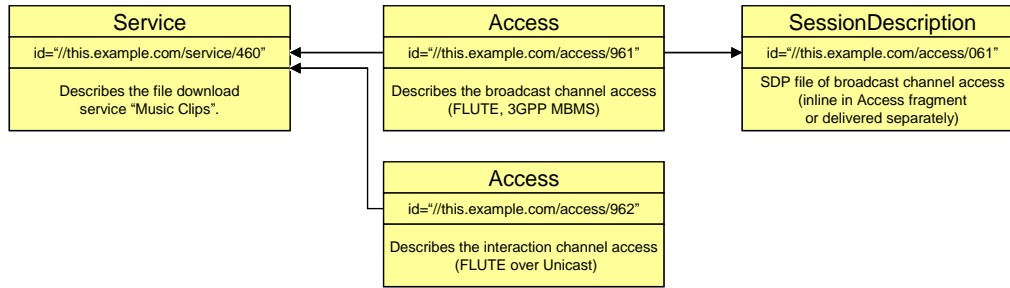 Service
id="//this.example.com/service/460”
Describes the file download
service “Music Clips”.
Access
id=“//this.example.com/access/961”
Describes the broadcast channel access
(FLUTE, 3GPP MBMS)
SessionDescription
id=“//this.example.com/access/061”
SDP file of broadcast channel access
(inline in Access fragment
or delivered separately)
Access
id=“//this.example.com/access/962”
Describes the interaction channel access
(FLUTE over Unicast)